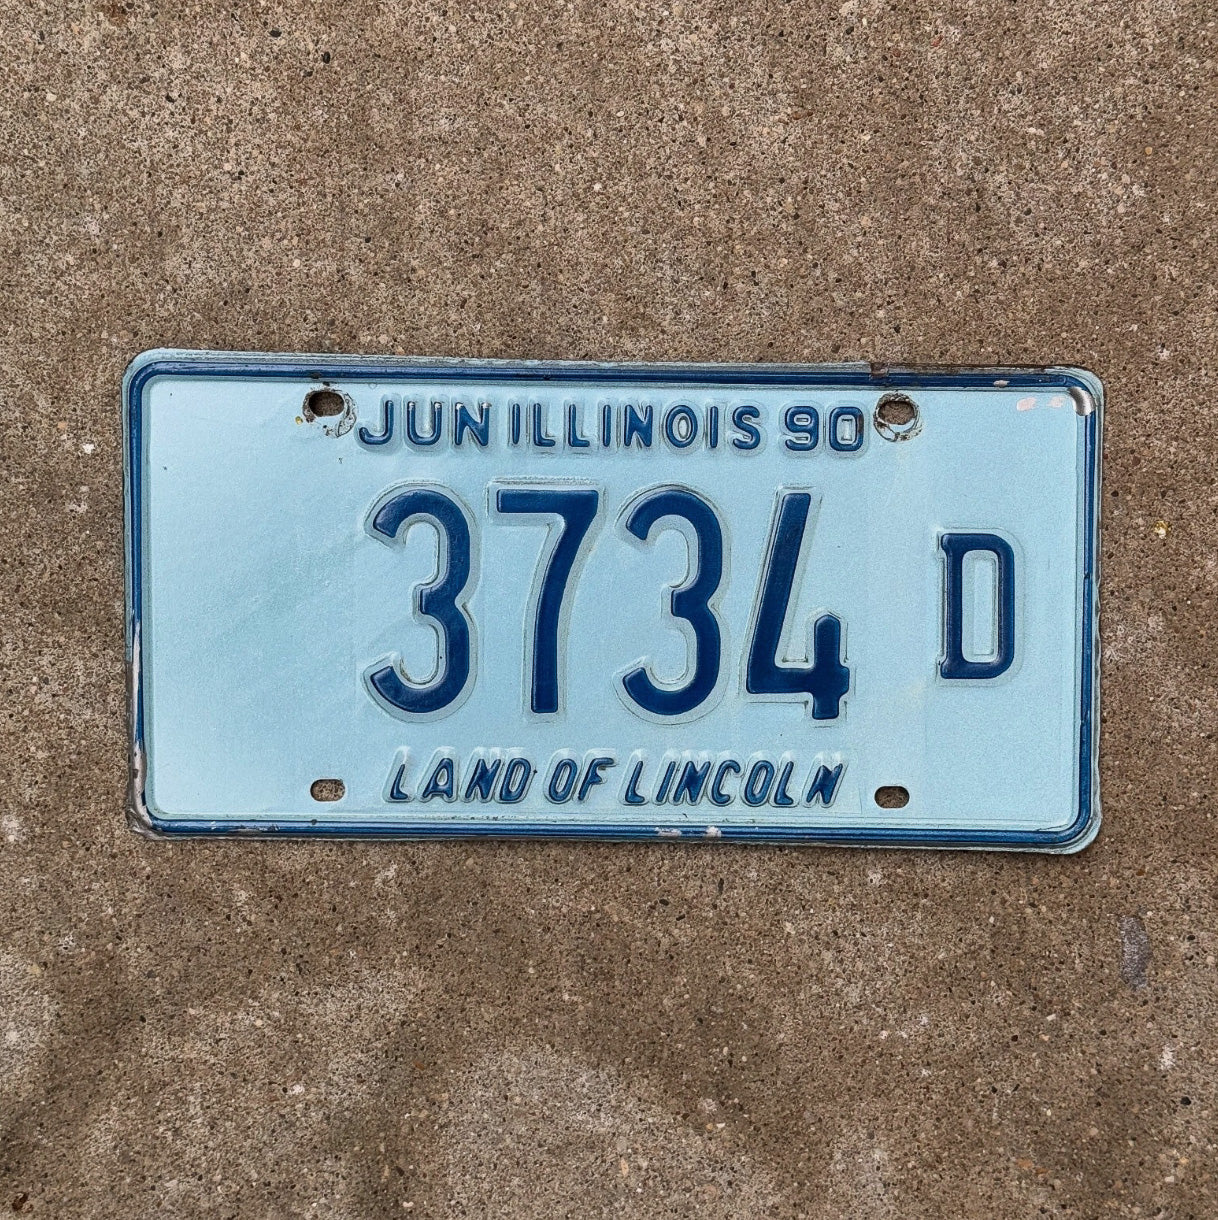 JUN ILLINOIS 90
3734 D
LAND OF LINCOLN